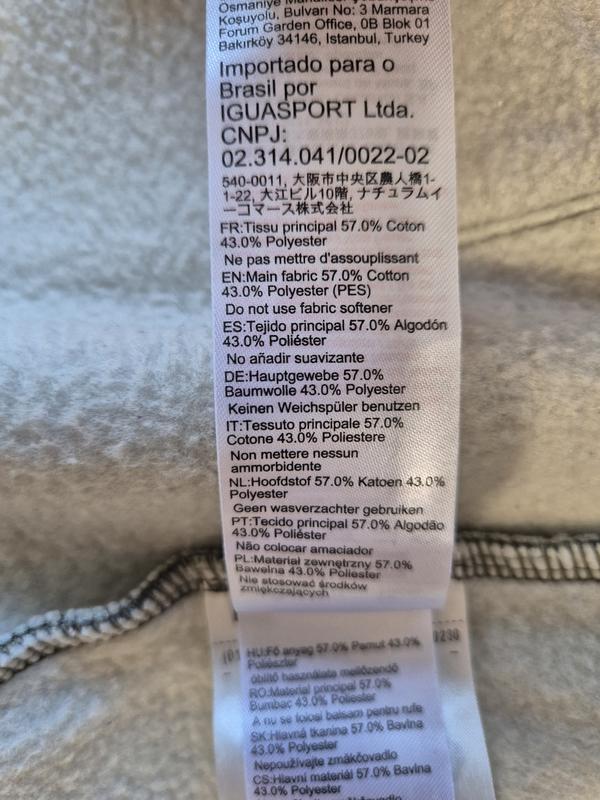 Koşuyolu, Bulvarı No: 3 Marmara
Forum Garden Office, 0B Blok 01
Bakırköy 34146, Istanbul, Turkey
Importado para o
Brasil por
IGUASPORT Ltda.
CNPJ:
02.314.041/0022-02
540-0011, 大阪市中央区農人橋1-
1-22, 大江ビル10階, ナチュラムイ
ーコマース株式会社
FR:Tissu principal 57.0% Coton
43.0% Polyester
Ne pas mettre d'assouplissant
EN:Main fabric 57.0% Cotton
43.0% Polyester (PES)
Do not use fabric softener
ES:Tejido principal 57.0% Algodón
43.0% Poliéster
No añadir suavizante
DE:Hauptgewebe 57.0%
Baumwolle 43.0% Polyester
Keinen Weichspüler benutzen
IT:Tessuto principale 57.0%
Cotone 43.0% Poliestere
Non mettere nessun
ammorbidente
NL:Hoofdstof 57.0% Katoen 43.0%
Polyester
Geen wasverzachter gebruiken
PT:Tecido principal 57.0% Algodão
43.0% Poliéster
Não colocar amaciador
PL:Materiał zewnętrzny 57.0%
Bawełna 43.0% Poliester
Nie stosować środków
zmiękczających
HU:Fő anyag 57.0% Pamut 43.0%
Poliészter
öblítő használata mellőzendő
RO:Material principal 57.0%
Bumbac 43.0% Poliester
A nu se folosi balsam pentru rufe
SK:Hlavná tkanina 57.0% Bavlna
43.0% Polyester
Nepoužívajte zmäkčovadlo
CS:Hlavní materiál 57.0% Bavlna
43.0% Polyester